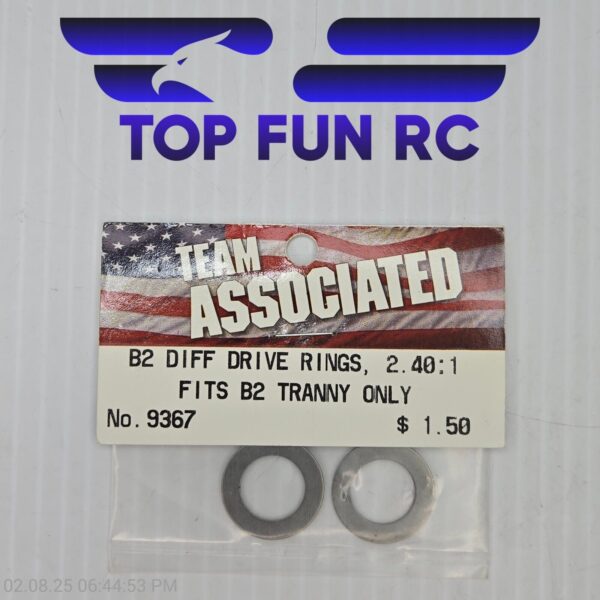 TOP FUN RC
TEAM
ASSOCIATED
B2 DIFF DRIVE RINGS, 2.40:1
FITS B2 TRANNY ONLY
No. 9367 $ 1.50
02.08.25 06:44:53 PM